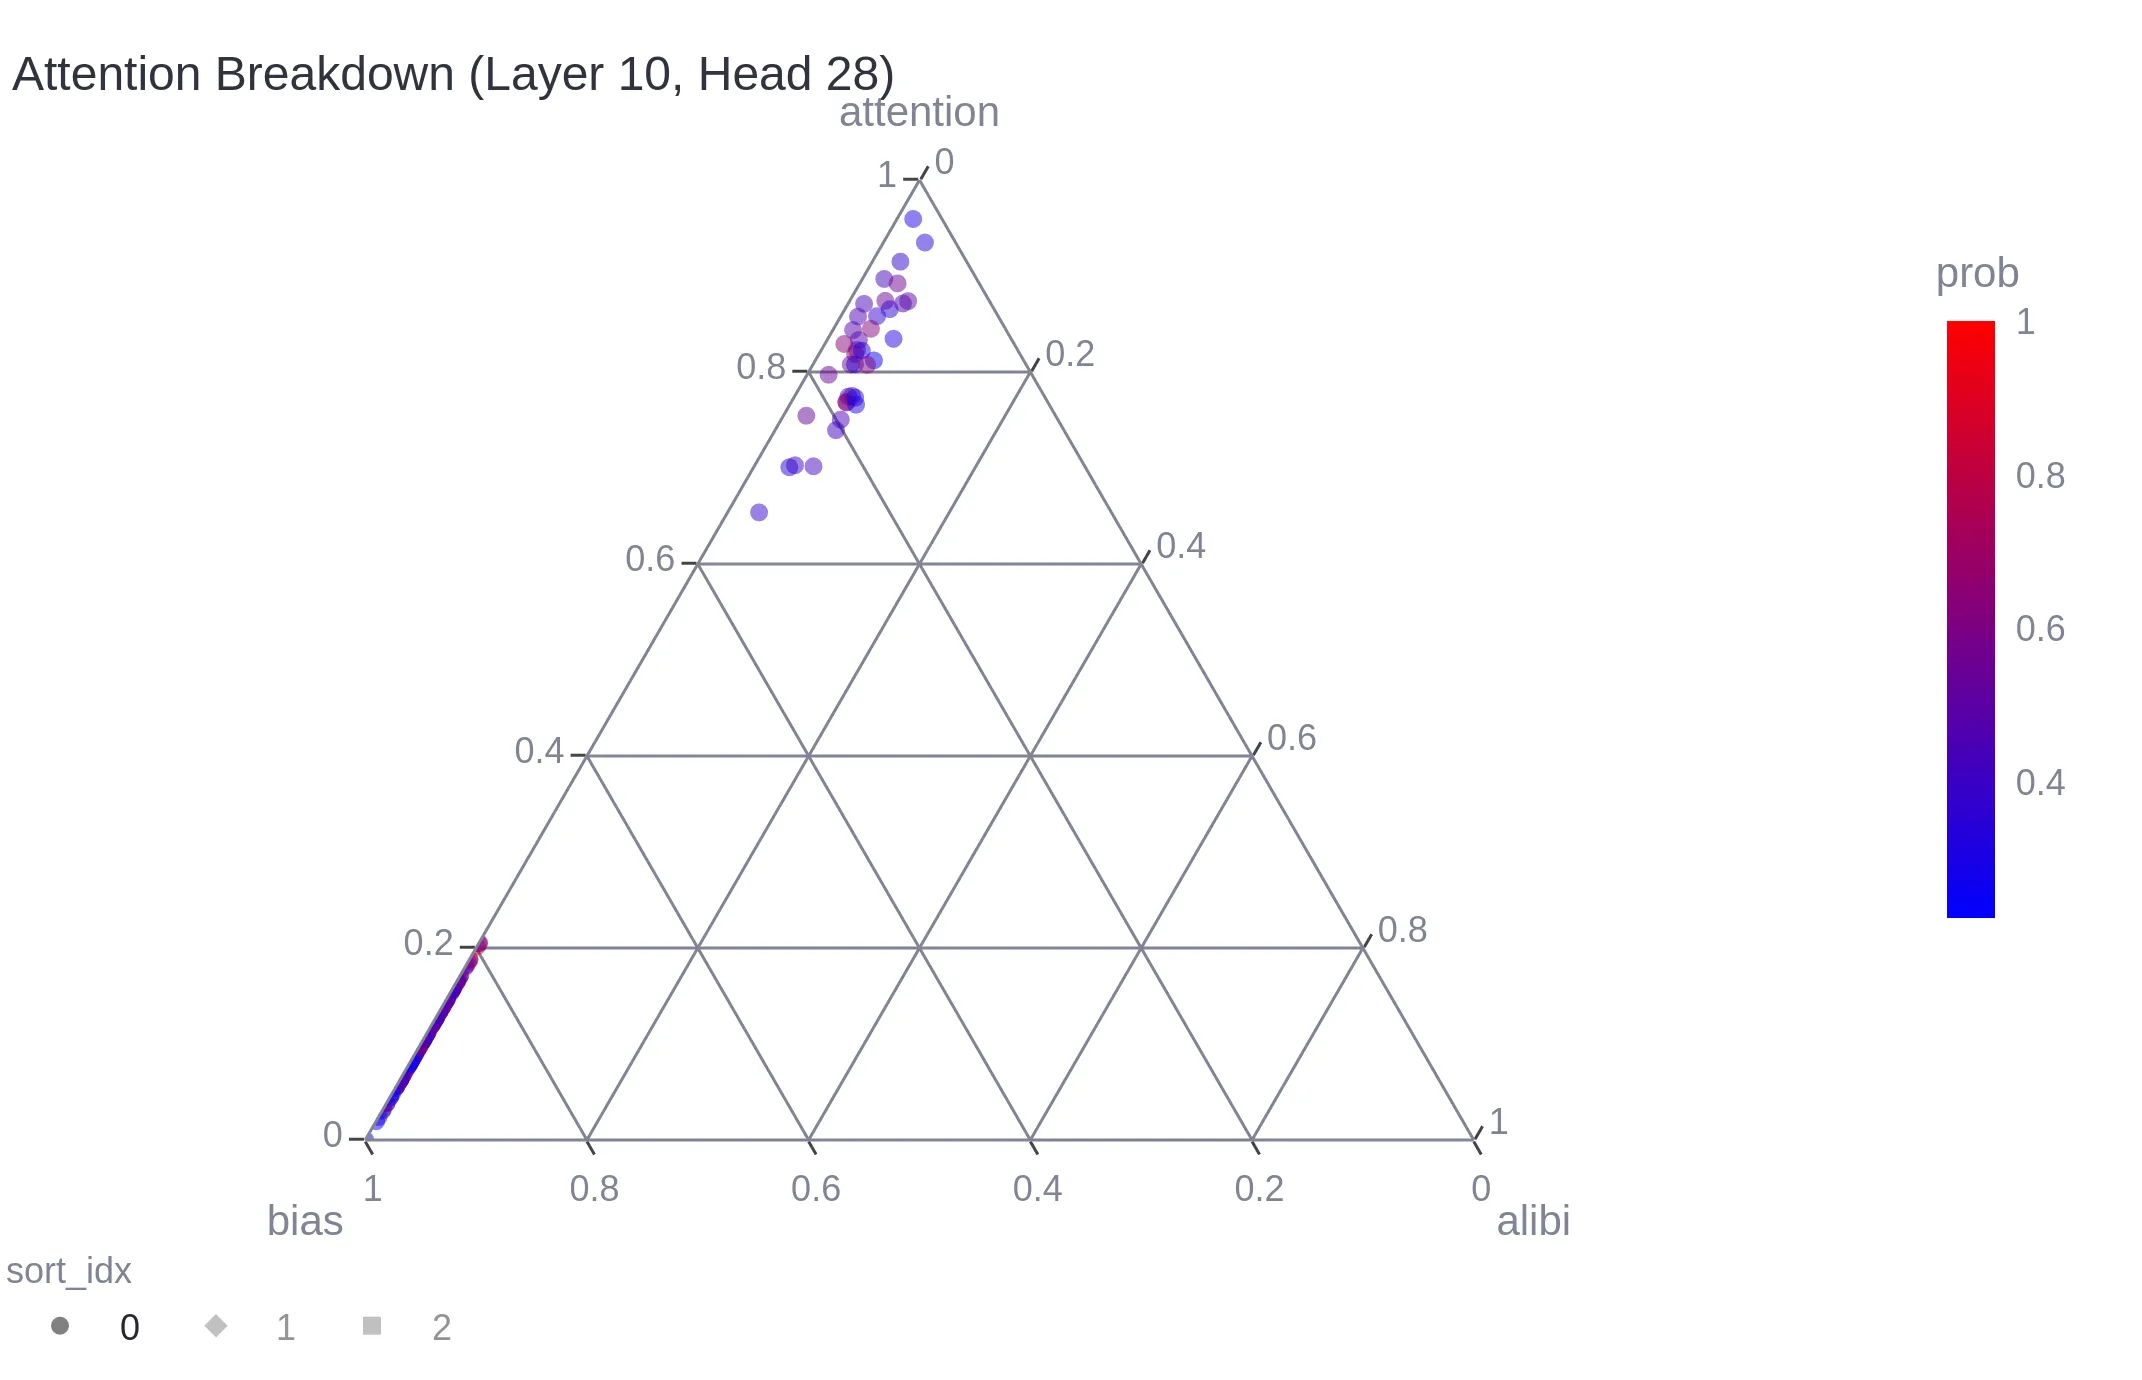 Attention Breakdown (Layer 10, Head 28)
attention
1 0
prob
1
0.8 0.2
0.8
0.6 0.4
0.6
0.4 0.6
0.4
0.2 0.8
0 1
1 0.8 0.6 0.4 0.2 0
bias alibi
sort_idx
0 1 2